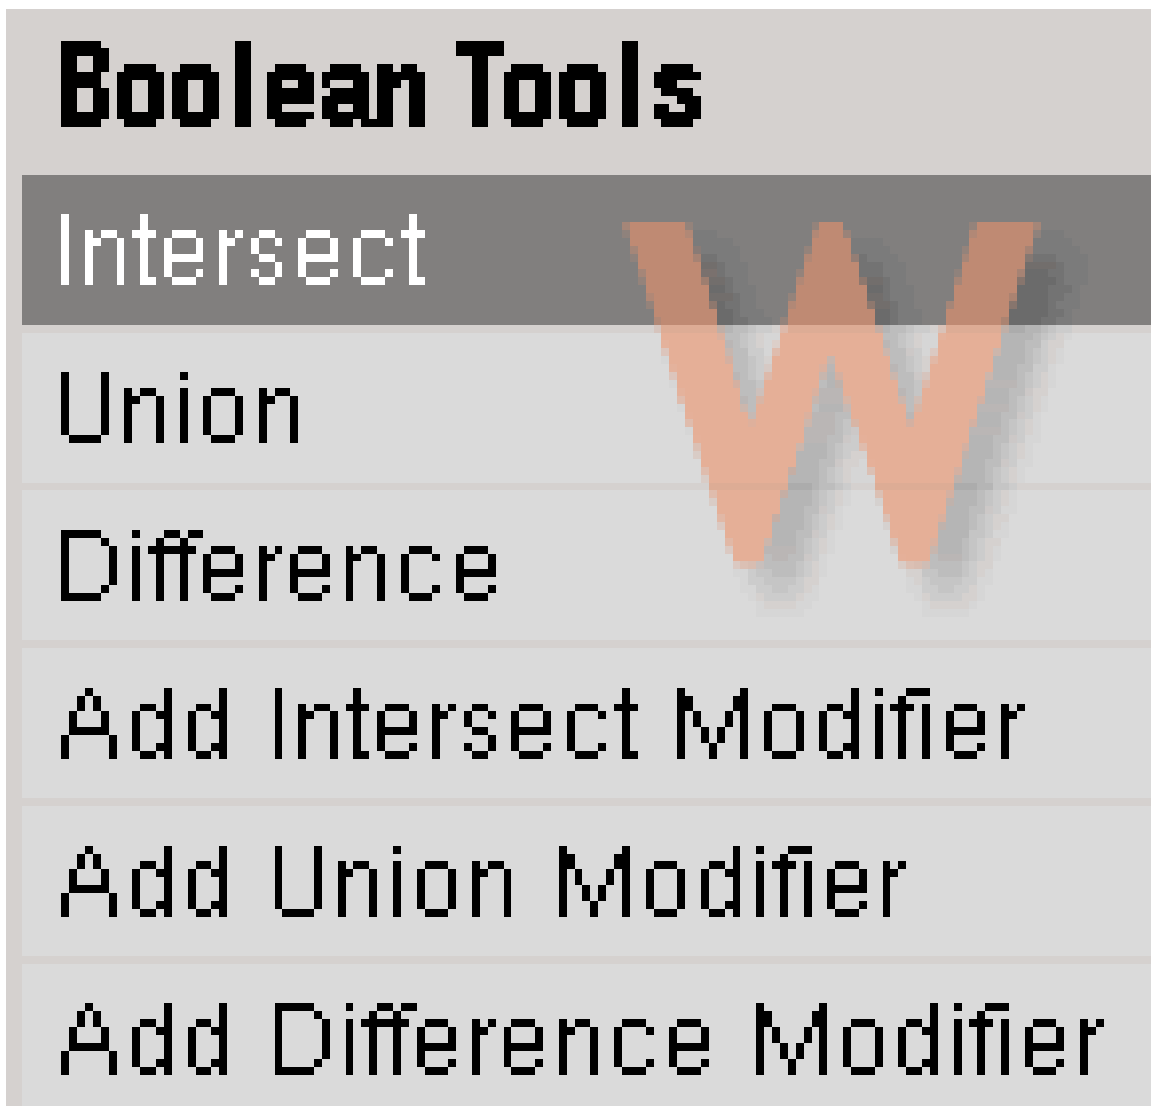 Boolean Tools
Intersect
W
Union
Difference
Add Intersect Modifier
Add Union Modifier
Add Difference Modifier